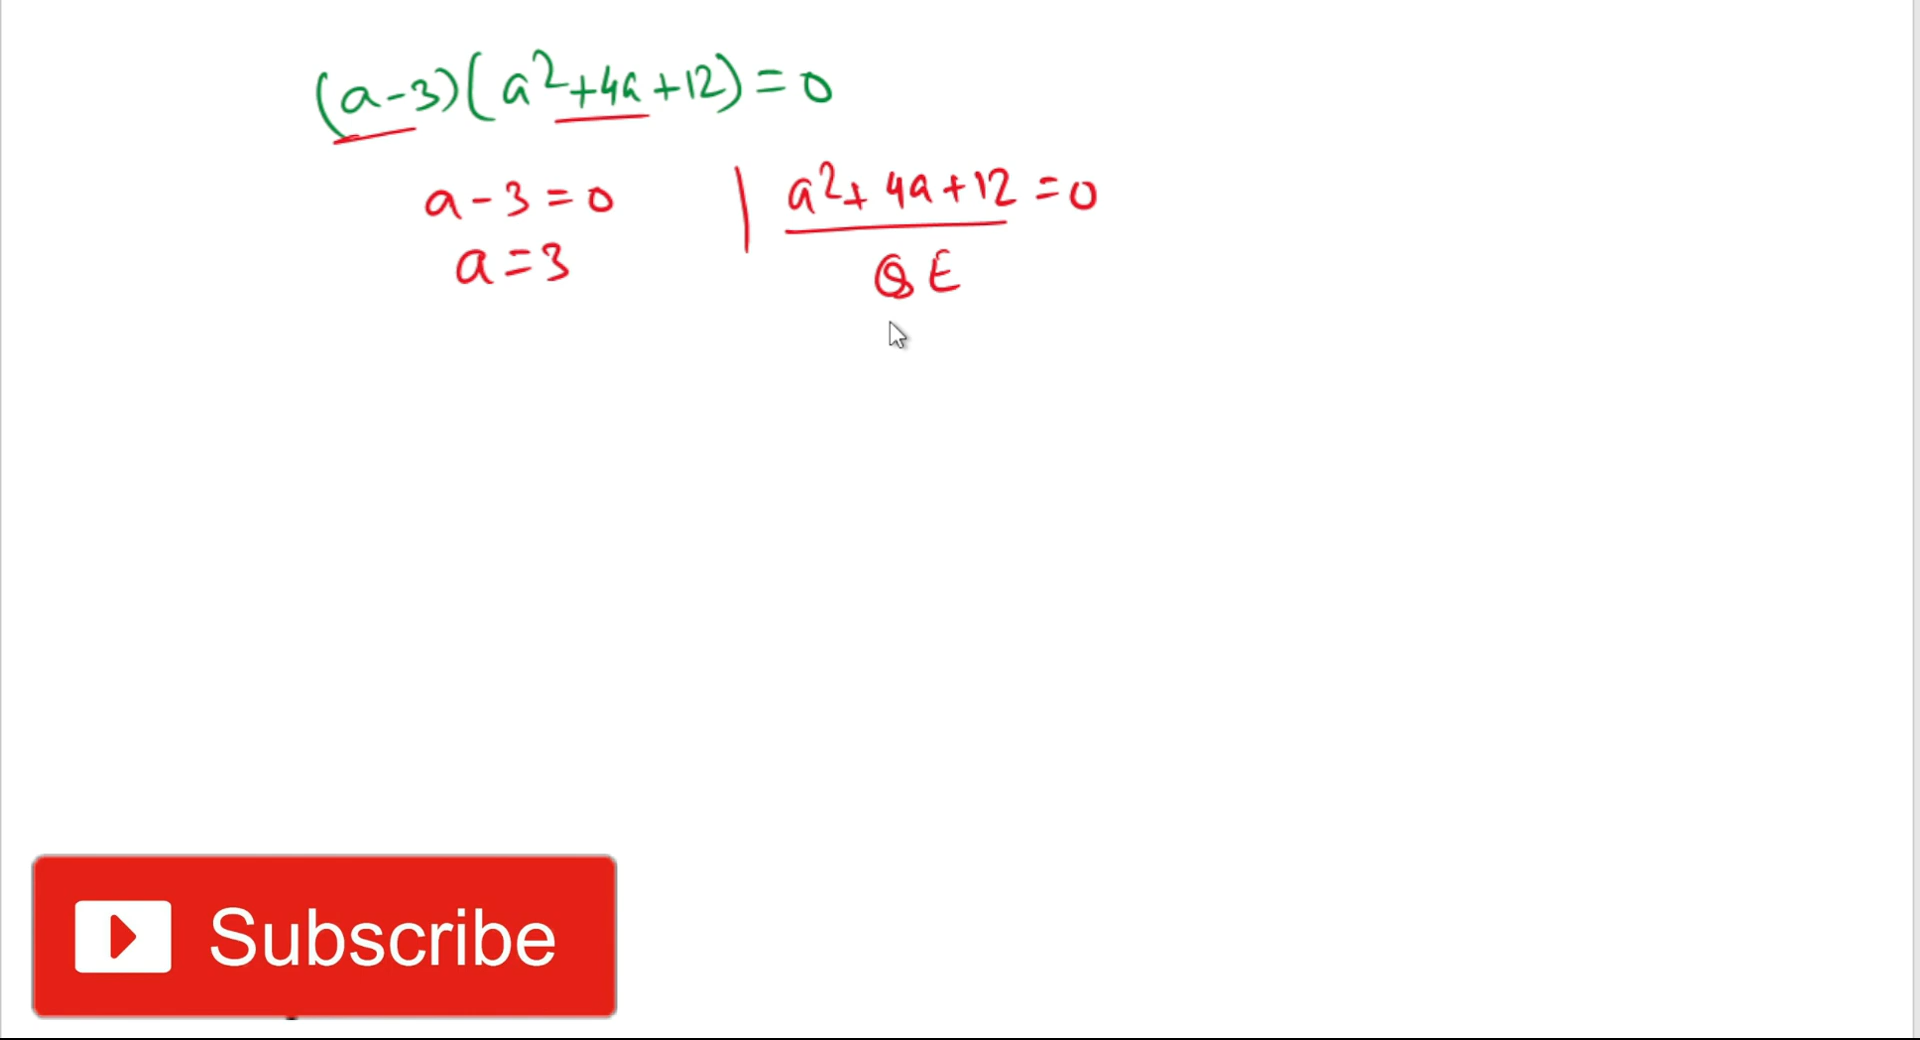 (a-3)(a²+4a+12)=0
a-3=0 | a²+4a+12=0
a=3
QE
Subscribe